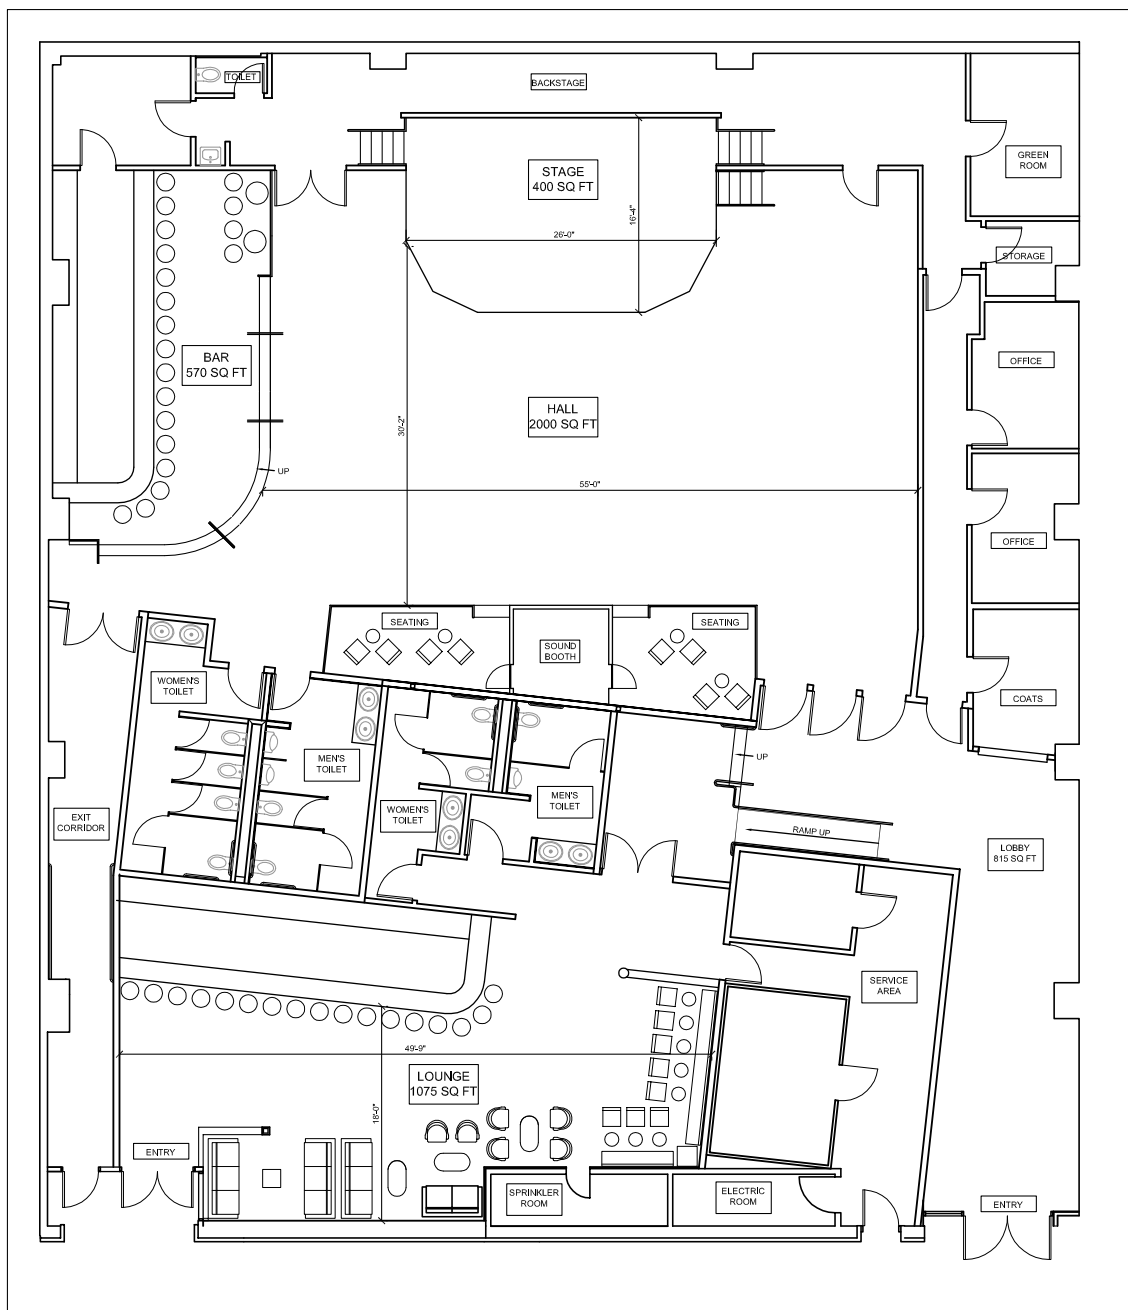 TOILET
BACKSTAGE
GREEN
ROOM
STAGE
400 SQ FT
16'-4"
26'-0"
STORAGE
BAR
570 SQ FT
OFFICE
HALL
2000 SQ FT
30'-2"
UP
55'-0"
OFFICE
SEATING
SEATING
SOUND
BOOTH
WOMEN'S
TOILET
COATS
MEN'S
TOILET
UP
WOMEN'S
TOILET
MEN'S
TOILET
EXIT
CORRIDOR
RAMP UP
LOBBY
815 SQ FT
SERVICE
AREA
49'-9"
LOUNGE
1075 SQ FT
18'-0"
ENTRY
SPRINKLER
ROOM
ELECTRIC
ROOM
ENTRY